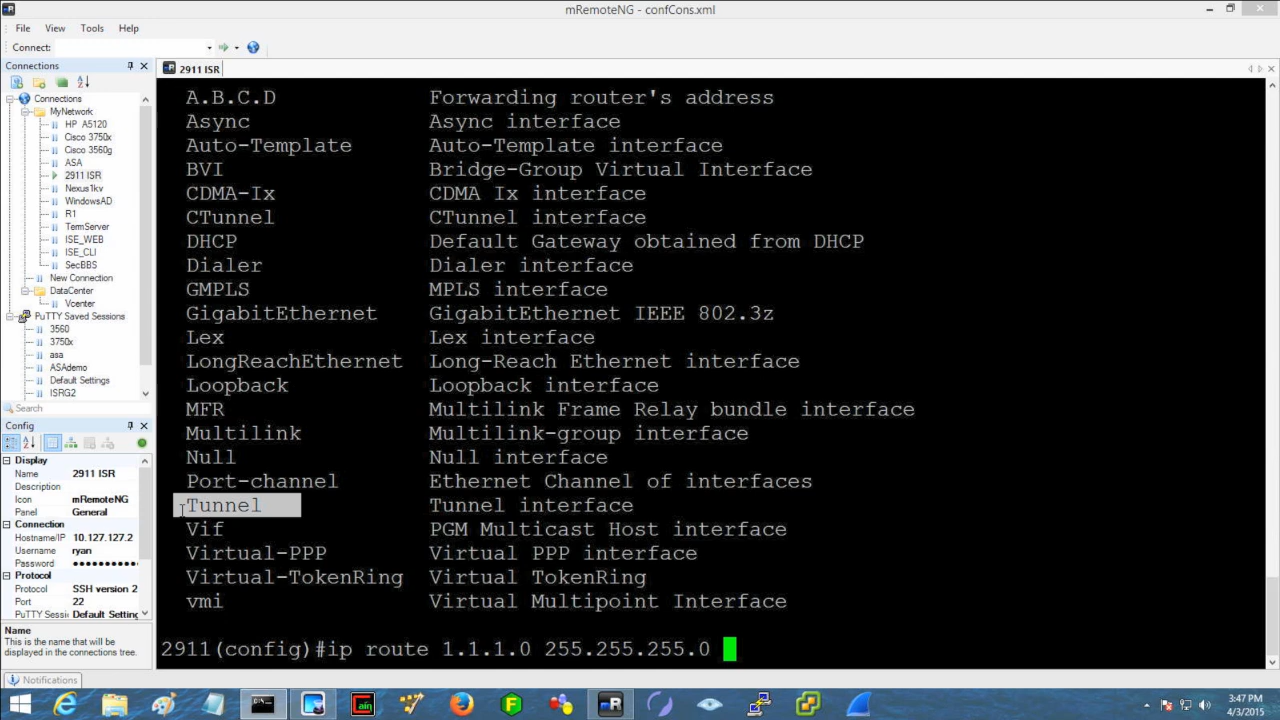 mRemoteNG - confCons.xml
File View Tools Help
Connect:
Connections
Connections
MyNetwork
HP A5120
Cisco 3750x
Cisco 3560g
ASA
2911 ISR
Nexus1kv
WindowsAD
R1
TermServer
ISE_WEB
ISE_CLI
SecBBS
New Connection
DataCenter
Vcenter
PuTTY Saved Sessions
3560
3750x
asa
ASAdemo
Default Settings
ISRG2
Search
Config
Display
Name 2911 ISR
Description
Icon mRemoteNG
Panel General
Connection
Hostname/IP 10.127.127.2
Username ryan
Password ●●●●●●●●●●
Protocol
Protocol SSH version 2
Port 22
PuTTY Sessi Default Setting
Name
This is the name that will be
displayed in the connections tree.
Notifications
2911 ISR
A.B.C.D Forwarding router's address
Async Async interface
Auto-Template Auto-Template interface
BVI Bridge-Group Virtual Interface
CDMA-Ix CDMA Ix interface
CTunnel CTunnel interface
DHCP Default Gateway obtained from DHCP
Dialer Dialer interface
GMPLS MPLS interface
GigabitEthernet GigabitEthernet IEEE 802.3z
Lex Lex interface
LongReachEthernet Long-Reach Ethernet interface
Loopback Loopback interface
MFR Multilink Frame Relay bundle interface
Multilink Multilink-group interface
Null Null interface
Port-channel Ethernet Channel of interfaces
Tunnel Tunnel interface
Vif PGM Multicast Host interface
Virtual-PPP Virtual PPP interface
Virtual-TokenRing Virtual TokenRing
vmi Virtual Multipoint Interface
2911(config)#ip route 1.1.1.0 255.255.255.0
Cain
3:47 PM
4/3/2015